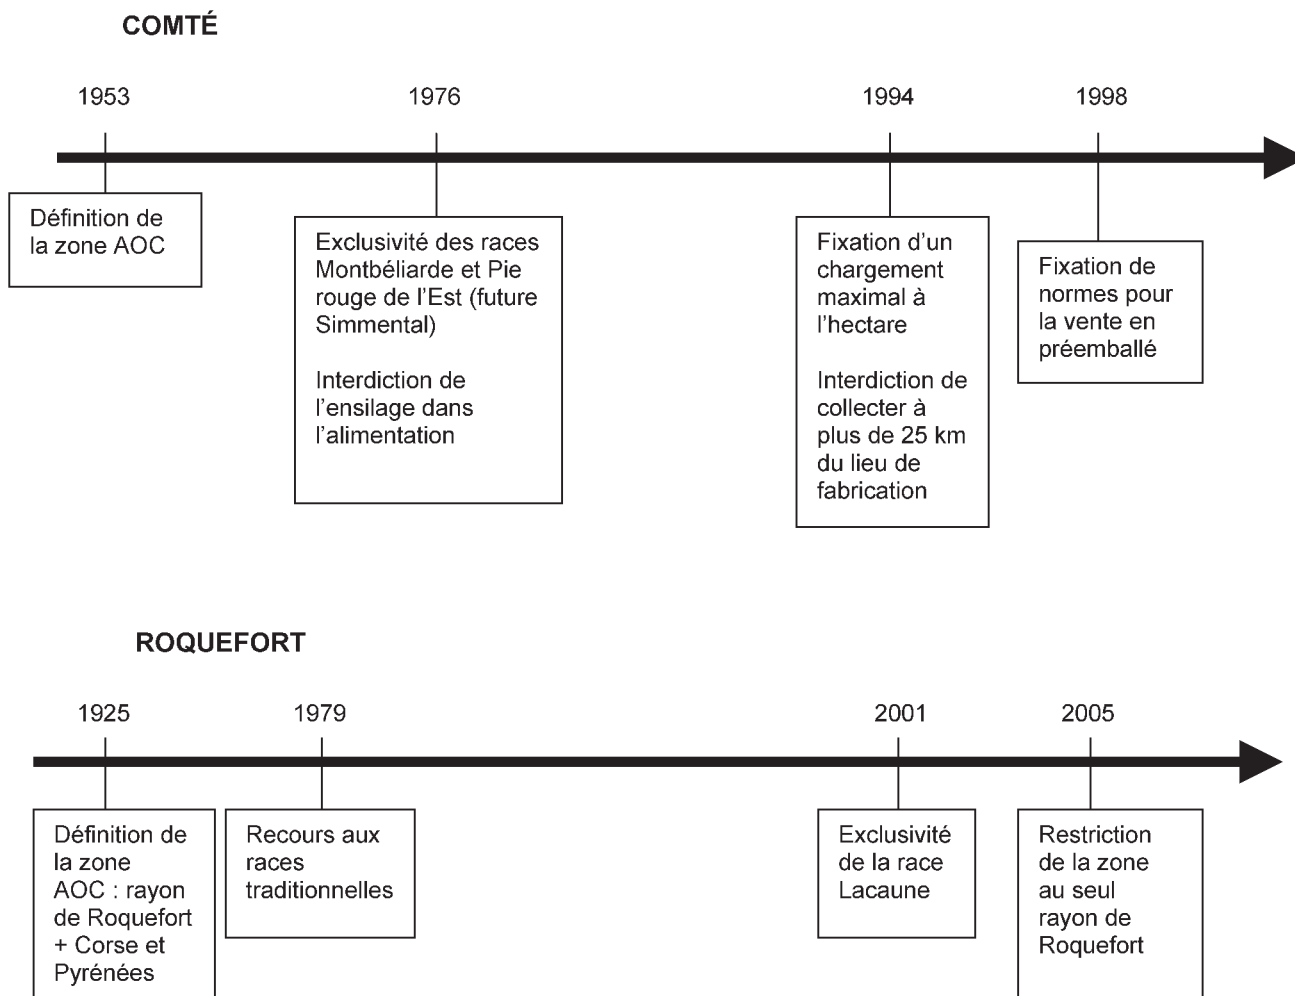 COMTÉ
1953
1976
1994
1998
Définition de
la zone AOC
Exclusivité des races
Montbéliarde et Pie
rouge de l'Est (future
Simmental)
Interdiction de
l'ensilage dans
l'alimentation
Fixation d'un
chargement
maximal à
l'hectare
Interdiction de
collecter à
plus de 25 km
du lieu de
fabrication
Fixation de
normes pour
la vente en
préemballé
ROQUEFORT
1925
1979
2001
2005
Définition de
la zone
AOC : rayon
de Roquefort
+ Corse et
Pyrénées
Recours aux
races
traditionnelles
Exclusivité
de la race
Lacaune
Restriction
de la zone
au seul
rayon de
Roquefort